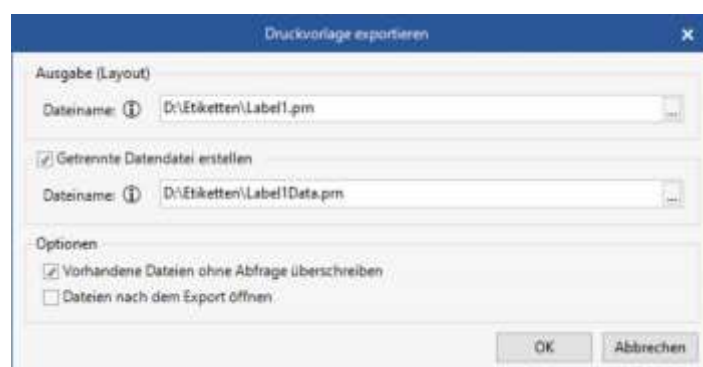 Druckvorlage exportieren
Ausgabe (Layout)
Dateiname: D:\Etiketten\Label1.prn
...
Getrennte Datendatei erstellen
Dateiname: D:\Etiketten\Label1Data.prn
...
Optionen
Vorhandene Dateien ohne Abfrage überschreiben
Dateien nach dem Export öffnen
OK Abbrechen